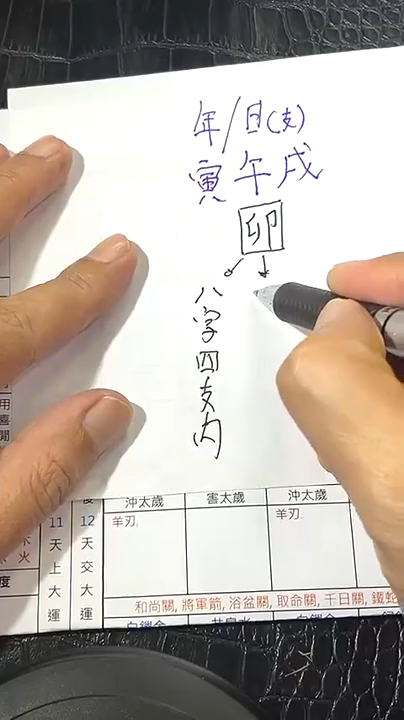 年/日(支)
寅午戌
卯
八字四支內
沖太歲 害太歲 沖太歲
羊刃. 羊刃.
11 12
天 天
上 交
大 大
運 運
和尚關, 將軍箭, 浴盆關, 取命關, 千日關, 鐵蛇